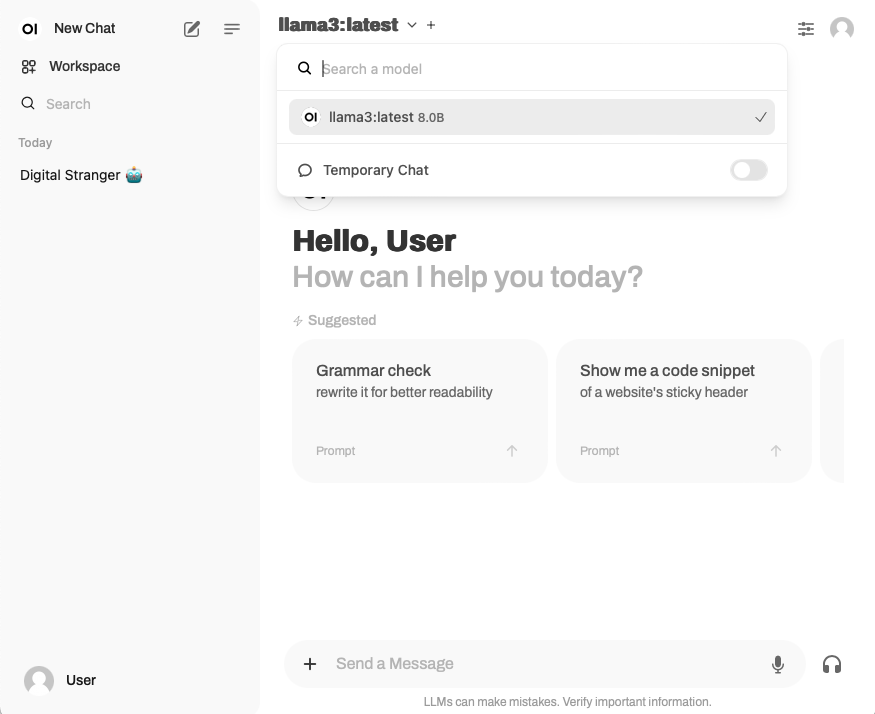 OI New Chat
Workspace
Search
Today
Digital Stranger 🤖
User
llama3:latest
Search a model
OI llama3:latest 8.0B
Temporary Chat
Hello, User
How can I help you today?
Suggested
Grammar check
rewrite it for better readability
Prompt
Show me a code snippet
of a website's sticky header
Prompt
Send a Message
LLMs can make mistakes. Verify important information.